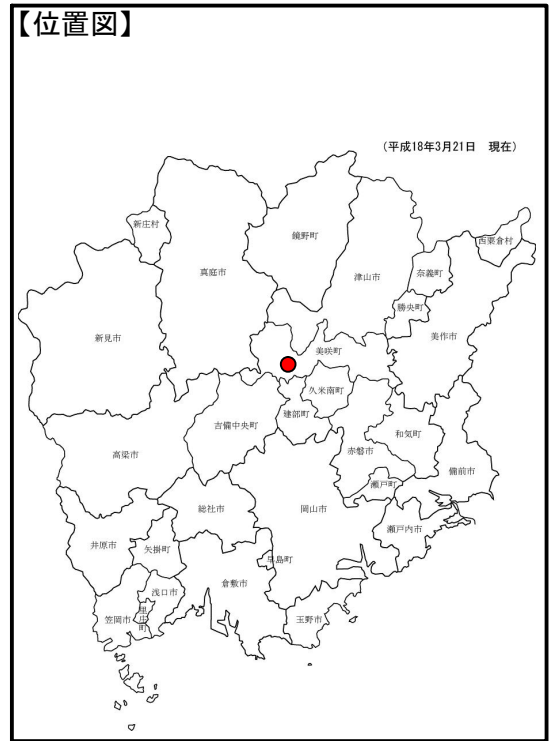 【位置図】
（平成18年3月21日　現在）
新庄村
鏡野町
西粟倉村
真庭市
津山市
奈義町
勝央町
新見市
美作市
美咲町
久米南町
建部町
吉備中央町
和気町
赤磐市
高梁市
備前市
瀬戸町
総社市
岡山市
瀬戸内市
井原市
矢掛町
早島町
浅口市
倉敷市
里庄町
笠岡市
玉野市